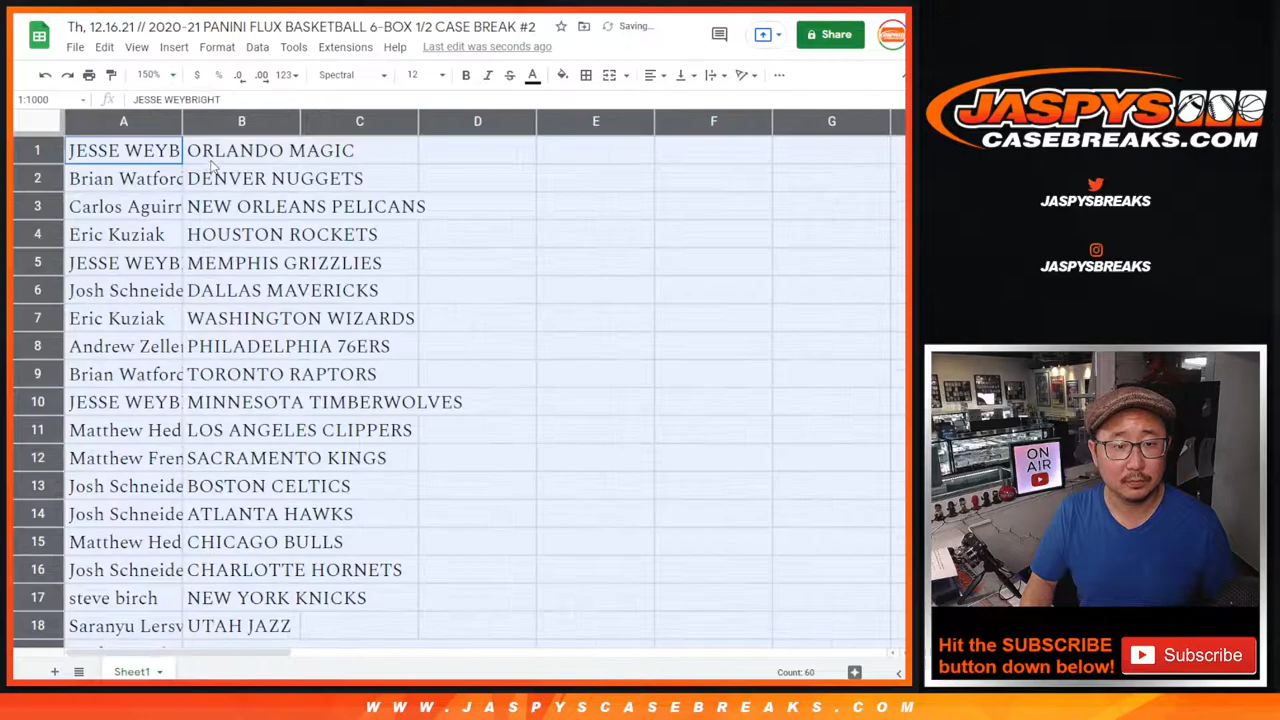 Th, 12.16.21 // 2020-21 PANINI FLUX BASKETBALL 6-BOX 1/2 CASE BREAK #2 Saving...
File Edit View Insert Format Data Tools Extensions Help Last edit was seconds ago
Share
150% $ % .0 .00 123 Spectral 12 B I S A
1:1000 fx JESSE WEYBRIGHT
A B C D E F G
1 JESSE WEYB ORLANDO MAGIC
2 Brian Watford DENVER NUGGETS
3 Carlos Aguirr NEW ORLEANS PELICANS
4 Eric Kuziak HOUSTON ROCKETS
5 JESSE WEYB MEMPHIS GRIZZLIES
6 Josh Schneide DALLAS MAVERICKS
7 Eric Kuziak WASHINGTON WIZARDS
8 Andrew Zeller PHILADELPHIA 76ERS
9 Brian Watford TORONTO RAPTORS
10 JESSE WEYB MINNESOTA TIMBERWOLVES
11 Matthew Hed LOS ANGELES CLIPPERS
12 Matthew Fren SACRAMENTO KINGS
13 Josh Schneide BOSTON CELTICS
14 Josh Schneide ATLANTA HAWKS
15 Matthew Hed CHICAGO BULLS
16 Josh Schneide CHARLOTTE HORNETS
17 steve birch NEW YORK KNICKS
18 Saranyu Lersv UTAH JAZZ
Sheet1 Count: 60
JASPYS
CASEBREAKS.COM
JASPYSBREAKS
JASPYSBREAKS
ON
AIR
Hit the SUBSCRIBE
button down below!
Subscribe
WWW.JASPYSCASEBREAKS.COM